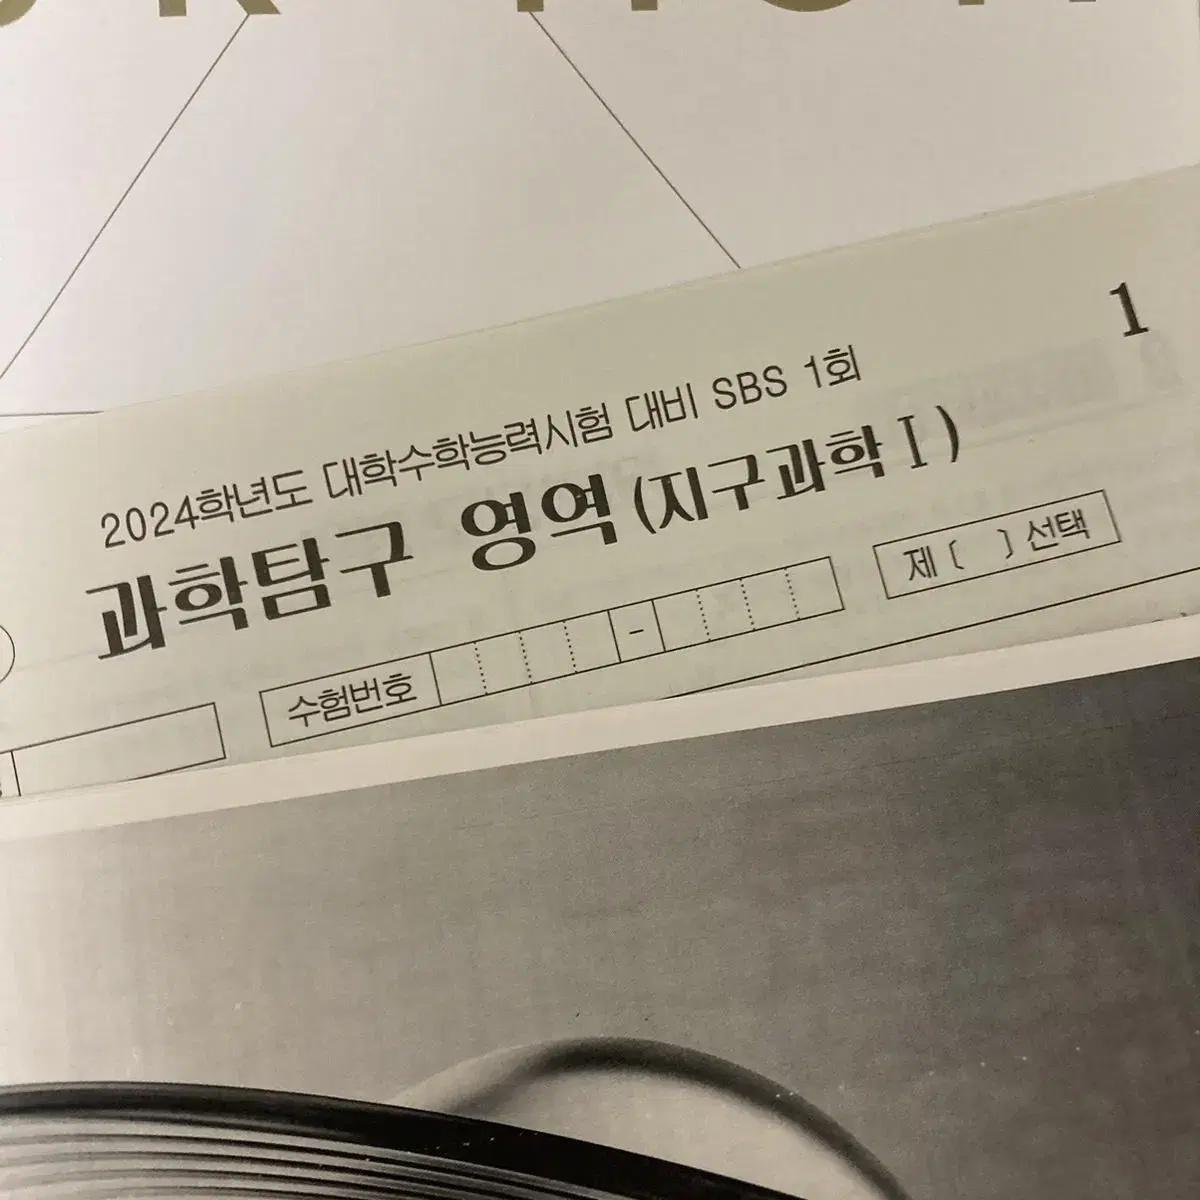 1
2024학년도 대학수학능력시험 대비 SBS 1회
과학탐구 영역 (지구과학 I)
수험번호 -
제 ( ) 선택